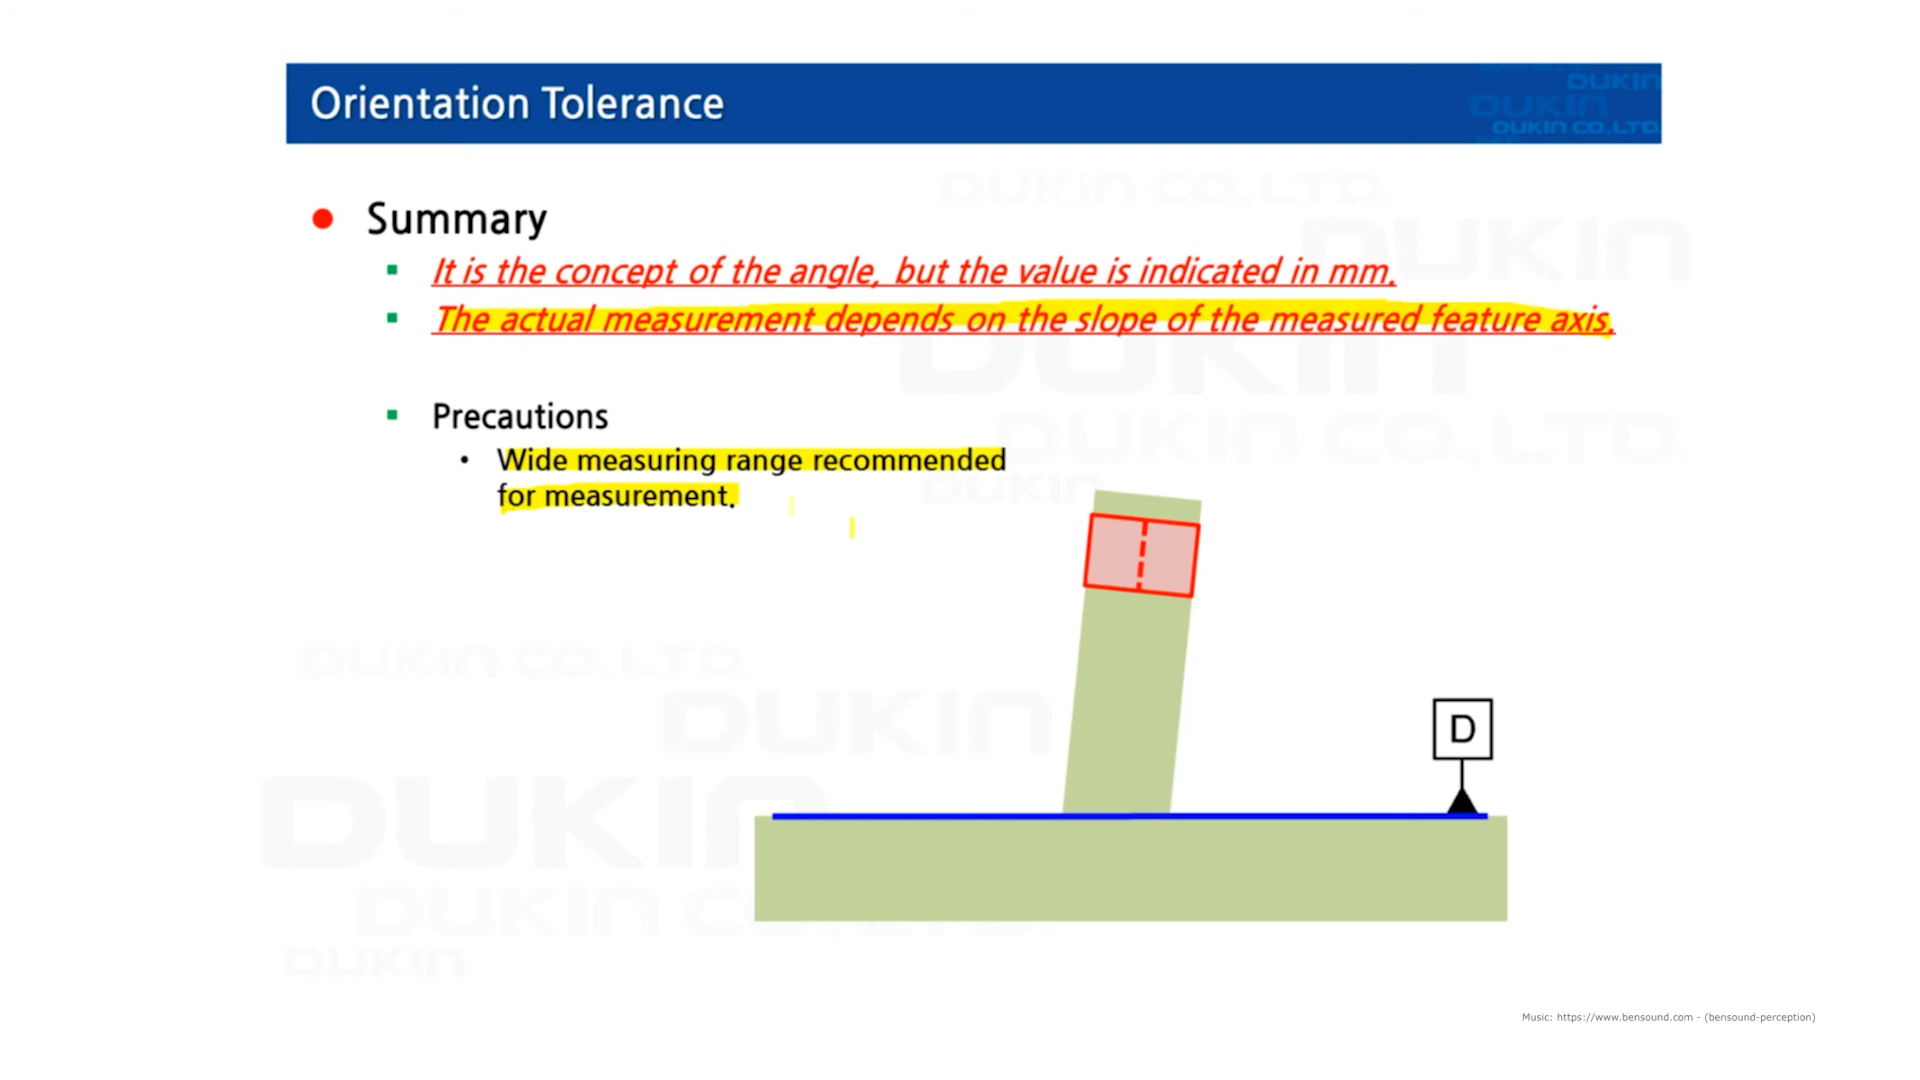 Orientation Tolerance
DUKIN
DUKIN
DUKIN CO.,LTD.
Summary
It is the concept of the angle, but the value is indicated in mm.
The actual measurement depends on the slope of the measured feature axis.
Precautions
Wide measuring range recommended
for measurement.
D
DUKIN CO.,LTD.
DUKIN
DUKIN
DUKIN CO.,LTD.
DUKIN
DUKIN CO.,LTD.
DUKIN
DUKIN
DUKIN CO.,LTD.
DUKIN
Music: https://www.bensound.com - (bensound-perception)